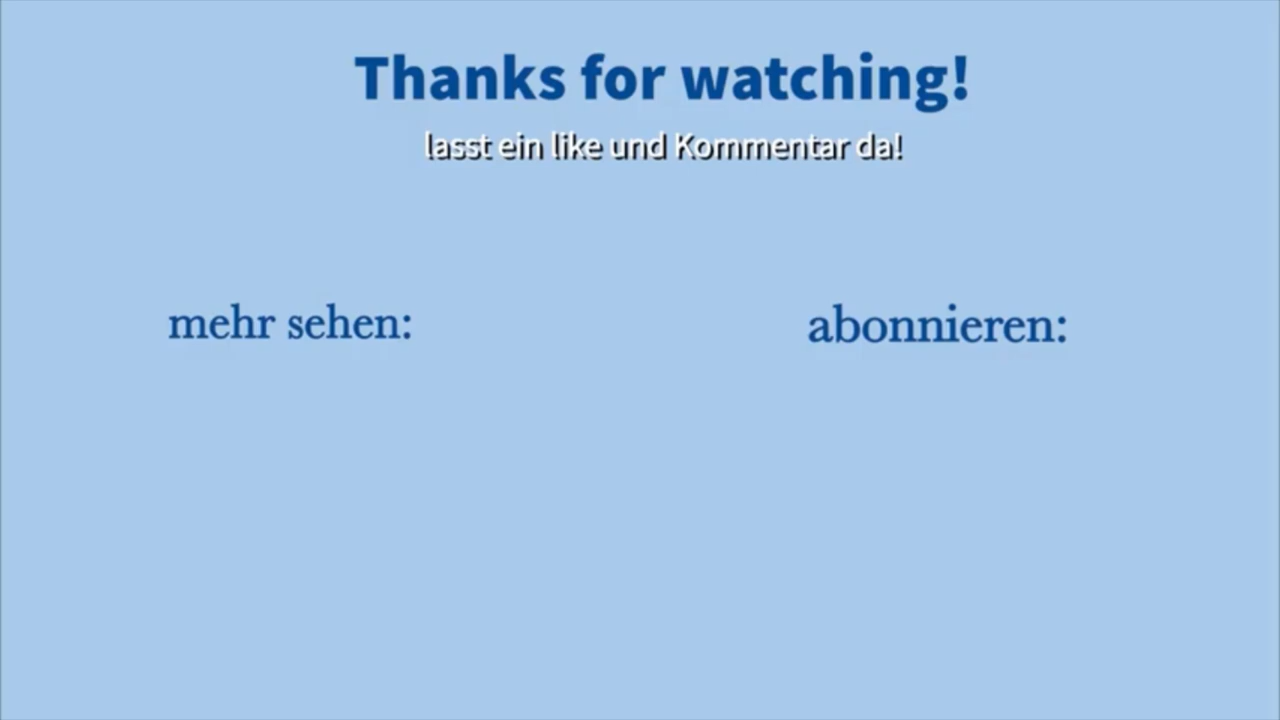 Thanks for watching!
lasst ein like und Kommentar da!
mehr sehen:
abonnieren: